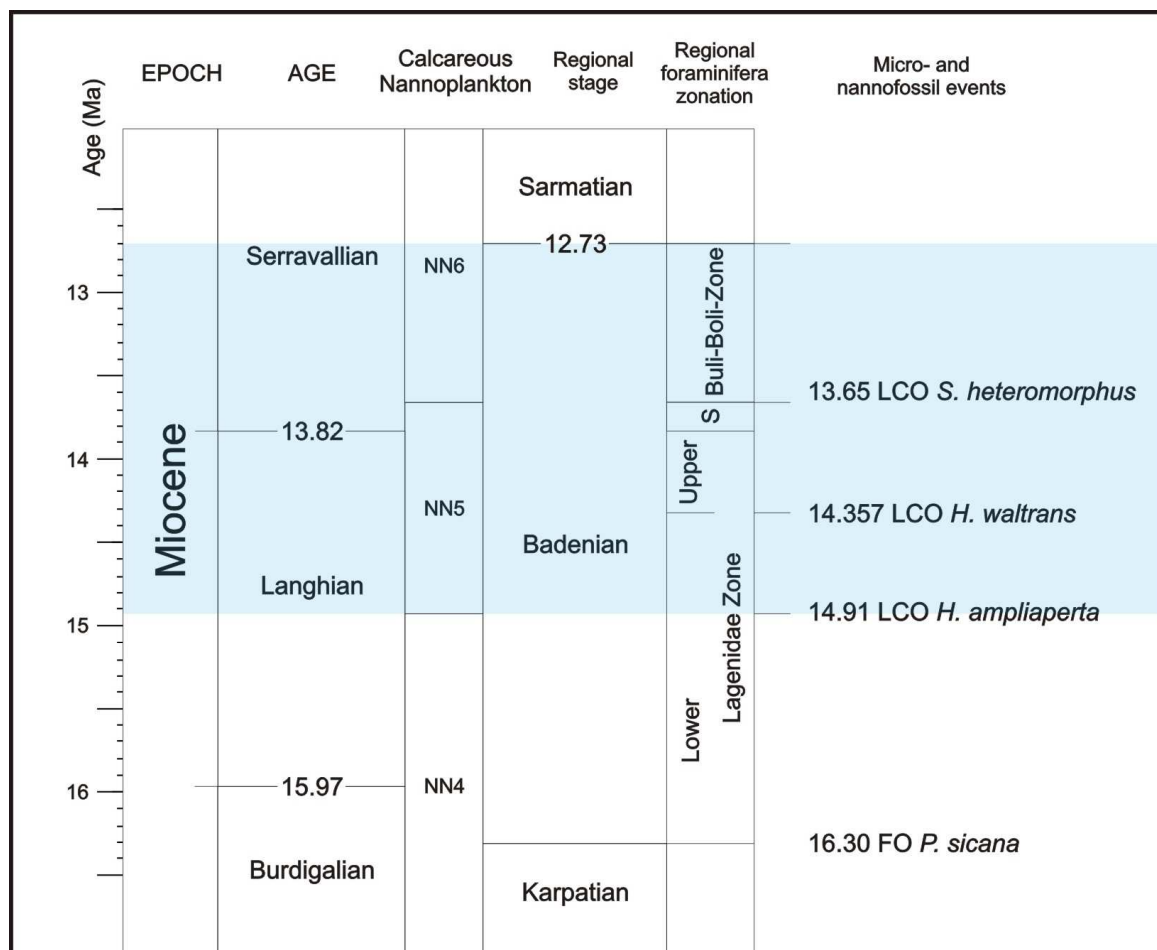 EPOCH
AGE
Calcareous
Nannoplankton
Regional
stage
Regional
foraminifera
zonation
Micro- and
nannofossil events
Age (Ma)
13
14
15
16
Miocene
Serravallian
13.82
Langhian
15.97
Burdigalian
NN6
NN5
NN4
Sarmatian
12.73
Badenian
Karpatian
Buli-Boli-Zone
S
Upper
Lower
Lagenidae Zone
13.65 LCO S. heteromorphus
14.357 LCO H. waltrans
14.91 LCO H. ampliaperta
16.30 FO P. sicana